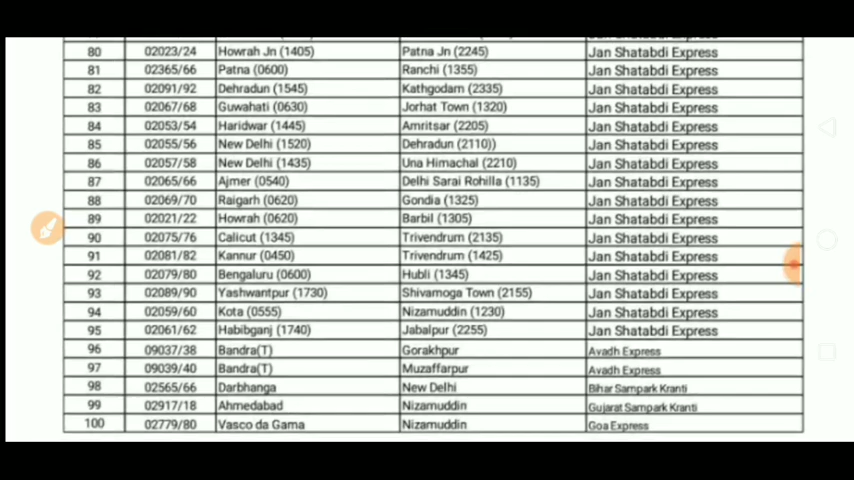 80 02023/24 Howrah Jn (1405) Patna Jn (2245) Jan Shatabdi Express
81 02365/66 Patna (0600) Ranchi (1355) Jan Shatabdi Express
82 02091/92 Dehradun (1545) Kathgodam (2335) Jan Shatabdi Express
83 02067/68 Guwahati (0630) Jorhat Town (1320) Jan Shatabdi Express
84 02053/54 Haridwar (1445) Amritsar (2205) Jan Shatabdi Express
85 02055/56 New Delhi (1520) Dehradun (2110)) Jan Shatabdi Express
86 02057/58 New Delhi (1435) Una Himachal (2210) Jan Shatabdi Express
87 02065/66 Ajmer (0540) Delhi Sarai Rohilla (1135) Jan Shatabdi Express
88 02069/70 Raigarh (0620) Gondia (1325) Jan Shatabdi Express
89 02021/22 Howrah (0620) Barbil (1305) Jan Shatabdi Express
90 02075/76 Calicut (1345) Trivendrum (2135) Jan Shatabdi Express
91 02081/82 Kannur (0450) Trivendrum (1425) Jan Shatabdi Express
92 02079/80 Bengaluru (0600) Hubli (1345) Jan Shatabdi Express
93 02089/90 Yashwantpur (1730) Shivamoga Town (2155) Jan Shatabdi Express
94 02059/60 Kota (0555) Nizamuddin (1230) Jan Shatabdi Express
95 02061/62 Habibganj (1740) Jabalpur (2255) Jan Shatabdi Express
96 09037/38 Bandra(T) Gorakhpur Avadh Express
97 09039/40 Bandra(T) Muzaffarpur Avadh Express
98 02565/66 Darbhanga New Delhi Bihar Sampark Kranti
99 02917/18 Ahmedabad Nizamuddin Gujarat Sampark Kranti
100 02779/80 Vasco da Gama Nizamuddin Goa Express